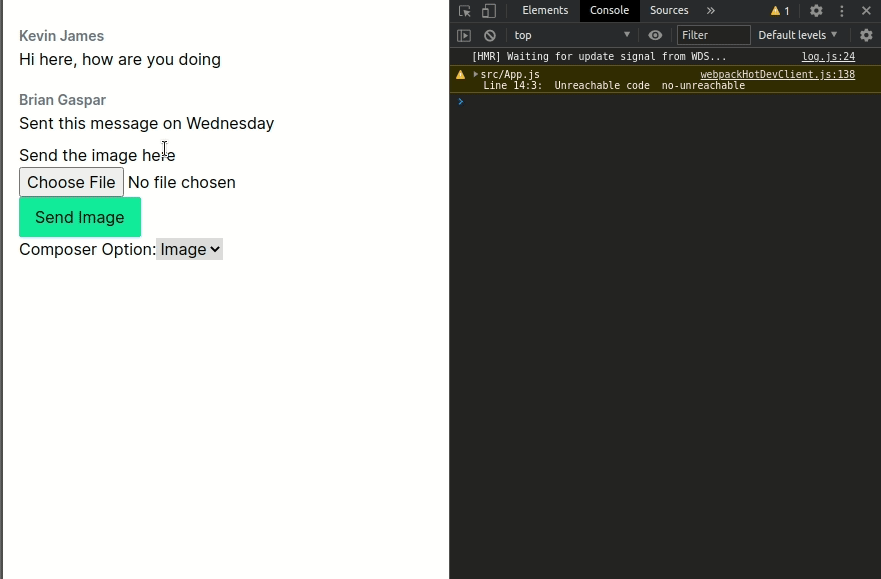 Kevin James
Hi here, how are you doing
Brian Gaspar
Sent this message on Wednesday
Send the image here
Choose File No file chosen
Send Image
Composer Option: Image
Elements Console Sources » 1
top Filter Default levels
[HMR] Waiting for update signal from WDS... log.js:24
src/App.js webpackHotDevClient.js:138
Line 14:3: Unreachable code no-unreachable